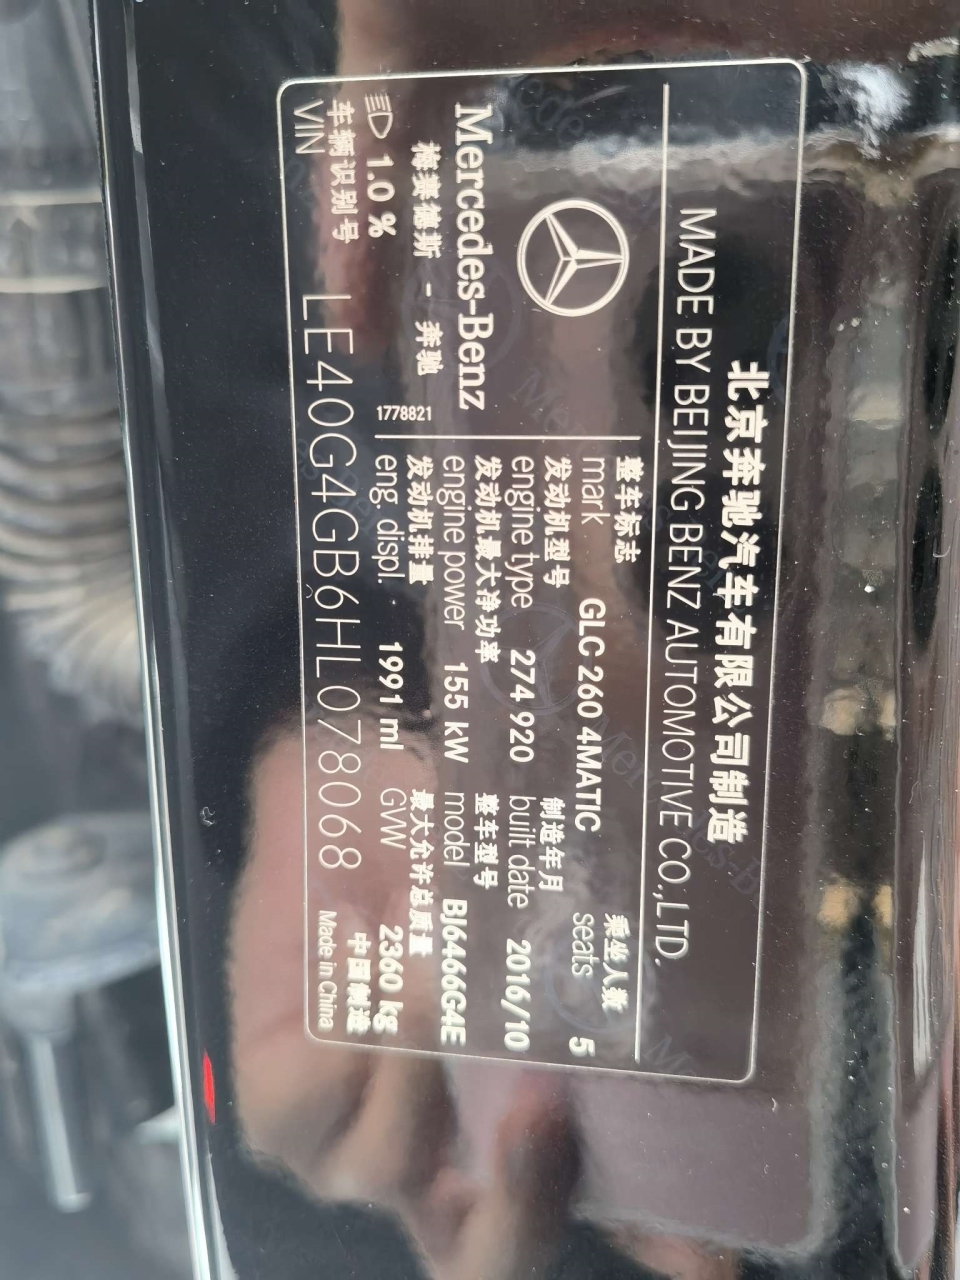 北京奔驰汽车有限公司制造
MADE BY BEIJING BENZ AUTOMOTIVE CO.,LTD.
Mercedes-Benz
梅赛德斯 - 奔驰
1.0 %
1778821
整车标志 乘坐人数
mark GLC 260 4MATIC seats 5
发动机型号 制造年月
engine type 274 920 built date 2016/10
发动机最大净功率 整车型号
engine power 155 kW model BJ6466G4E
发动机排量 最大允许总质量
eng. displ. 1991 ml GVW 2360 kg
车辆识别号 中国制造
VIN LE40G4GB6HL078068 Made in China